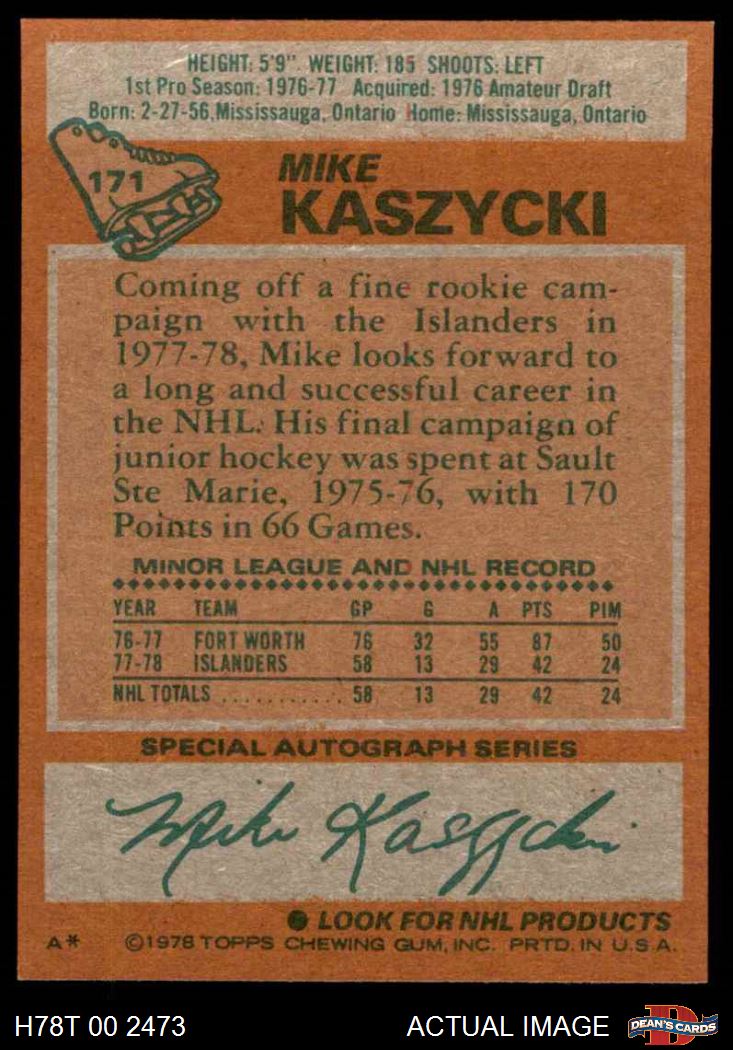 HEIGHT: 5'9" WEIGHT: 185 SHOOTS: LEFT
1st Pro Season: 1976-77 Acquired: 1976 Amateur Draft
Born: 2-27-56, Mississauga, Ontario Home: Mississauga, Ontario
171
MIKE
KASZYCKI
Coming off a fine rookie cam-
paign with the Islanders in
1977-78, Mike looks forward to
a long and successful career in
the NHL. His final campaign of
junior hockey was spent at Sault
Ste Marie, 1975-76, with 170
Points in 66 Games.
MINOR LEAGUE AND NHL RECORD
YEAR TEAM GP G A PTS PIM
76-77 FORT WORTH 76 32 55 87 50
77-78 ISLANDERS 58 13 29 42 24
NHL TOTALS ........... 58 13 29 42 24
SPECIAL AUTOGRAPH SERIES
Mike Kaszycki
● LOOK FOR NHL PRODUCTS
A* ©1978 TOPPS CHEWING GUM, INC. PRTD. IN U.S.A.
H78T 00 2473 ACTUAL IMAGE D DEAN'S CARDS